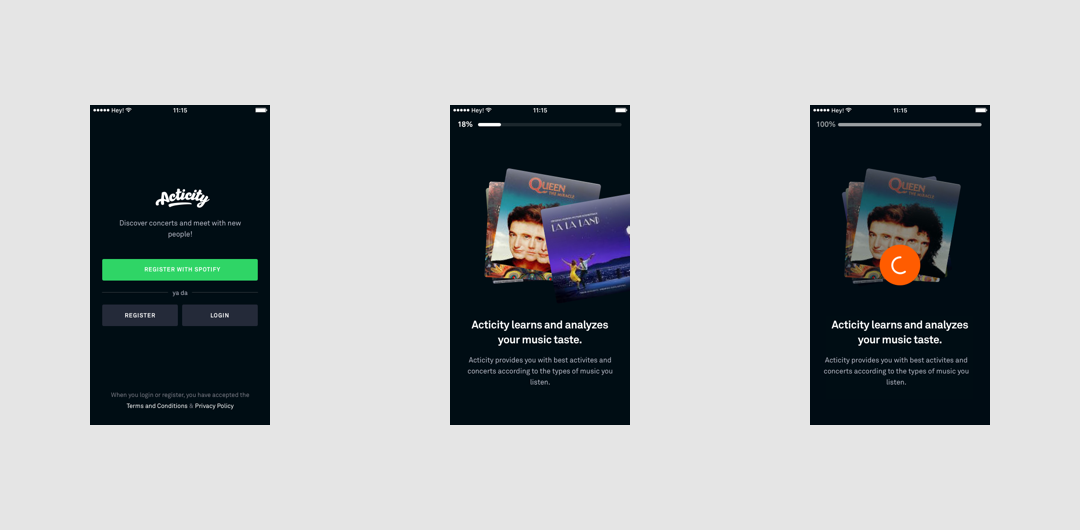 Hey!
11:15
Acticity
Discover concerts and meet with new
people!
REGISTER WITH SPOTIFY
ya da
REGISTER
LOGIN
When you login or register, you have accepted the
Terms and Conditions & Privacy Policy
Hey!
11:15
18%
QUEEN
THE MIRACLE
LA LA LAND
Acticity learns and analyzes
your music taste.
Acticity provides you with best activites and
concerts according to the types of music you
listen.
Hey!
11:15
100%
QUEEN
THE MIRACLE
Acticity learns and analyzes
your music taste.
Acticity provides you with best activites and
concerts according to the types of music you
listen.